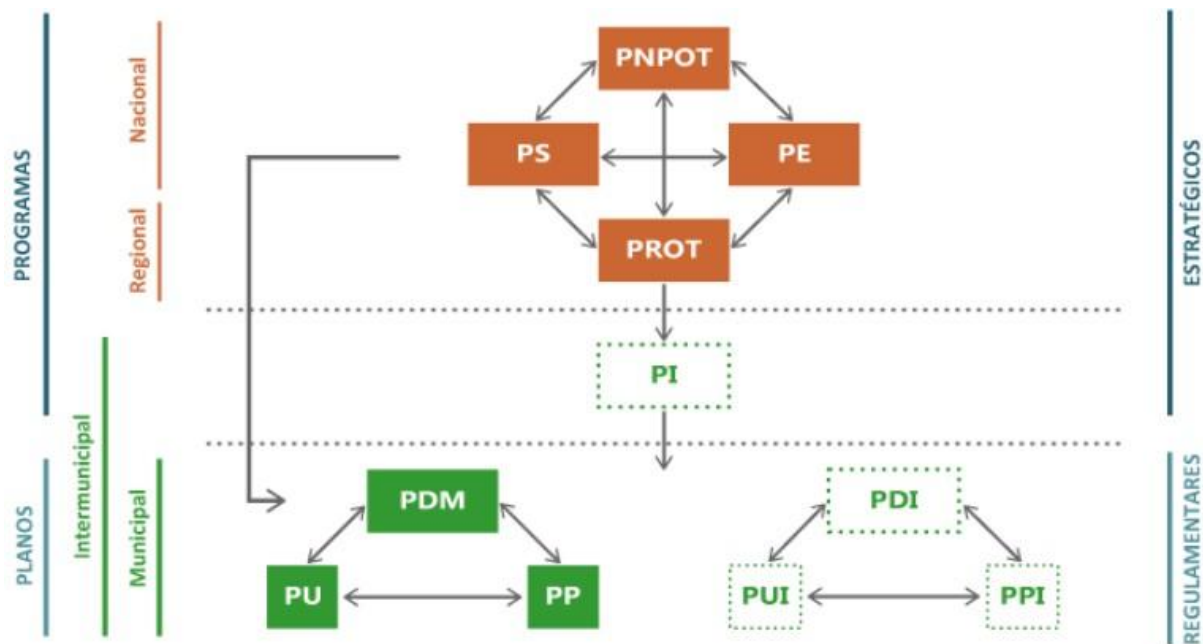 PROGRAMAS
Nacional
Regional
PNPOT
PS
PE
PROT
ESTRATÉGICOS
PI
Intermunicipal
PLANOS
Municipal
PDM
PU
PP
PDI
PUI
PPI
REGULAMENTARES